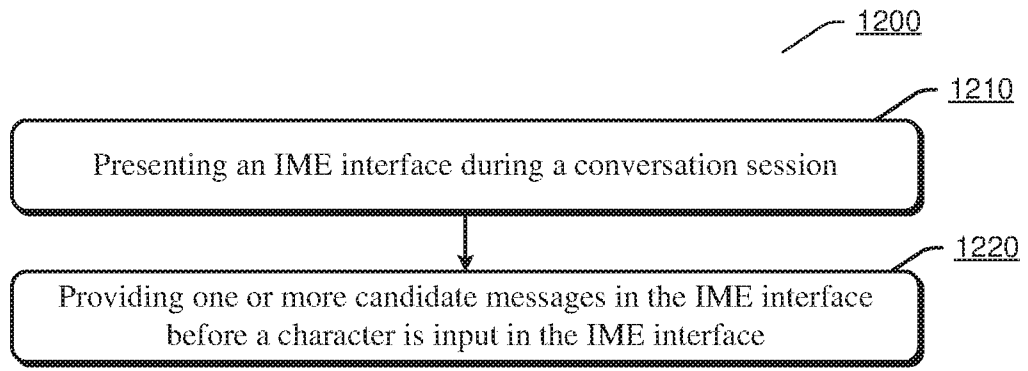 1200
1210
Presenting an IME interface during a conversation session
1220
Providing one or more candidate messages in the IME interface
before a character is input in the IME interface